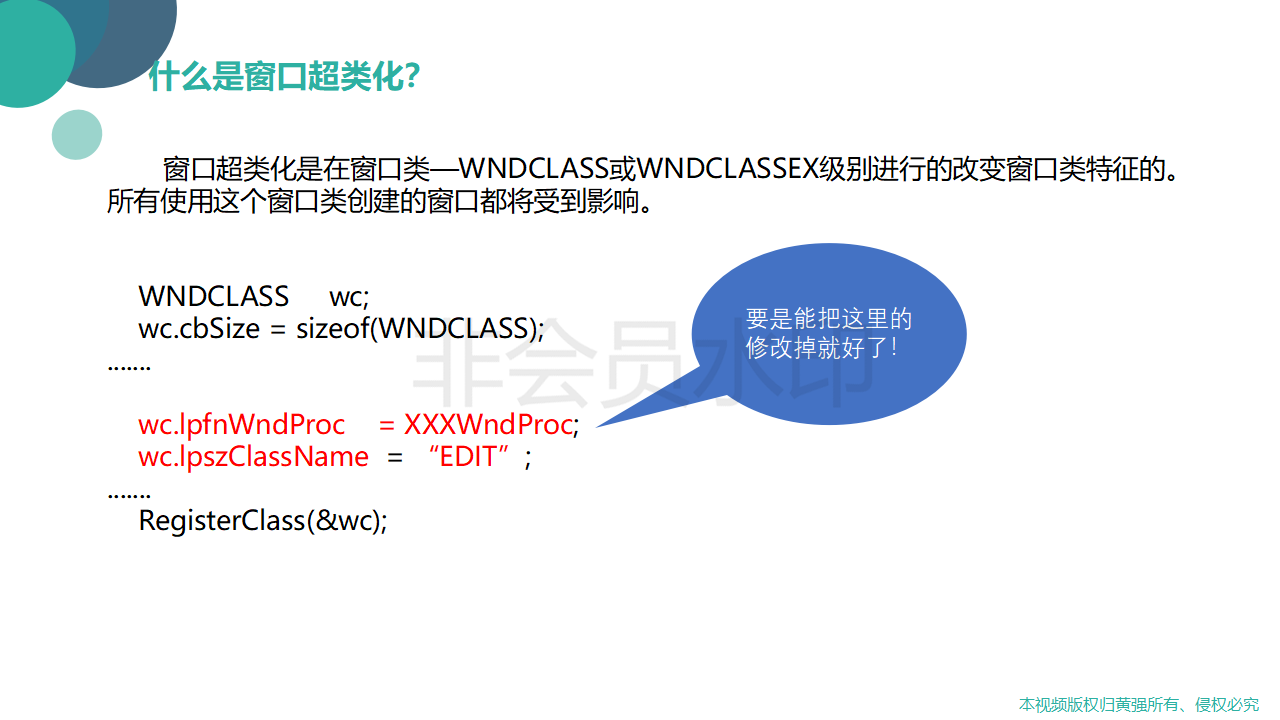 什么是窗口超类化？
窗口超类化是在窗口类—WNDCLASS或WNDCLASSEX级别进行的改变窗口类特征的。
所有使用这个窗口类创建的窗口都将受到影响。
WNDCLASS wc;
wc.cbSize = sizeof(WNDCLASS);
.......
要是能把这里的
修改掉就好了！
wc.lpfnWndProc = XXXWndProc;
wc.lpszClassName = “EDIT”;
.......
RegisterClass(&wc);
非会员水印
本视频版权归黄强所有、侵权必究